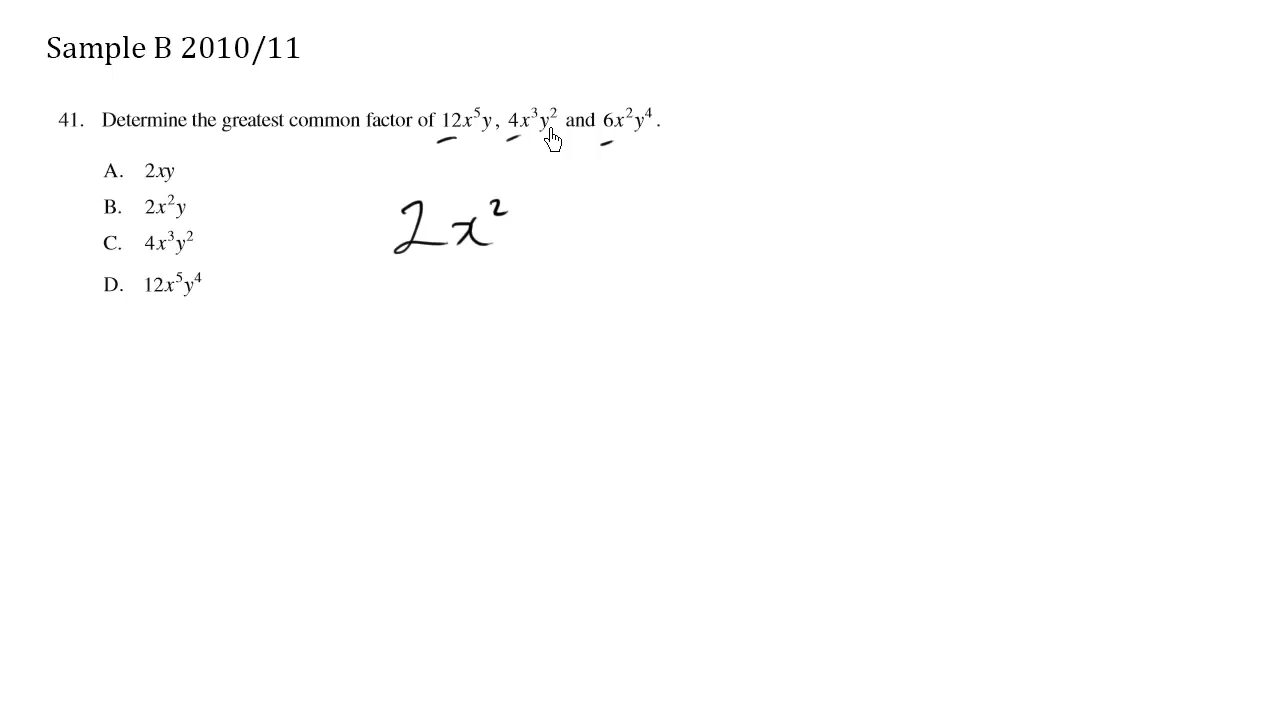 Sample B 2010/11
41. Determine the greatest common factor of 12x⁵y, 4x³y² and 6x²y⁴.
A. 2xy
B. 2x²y
C. 4x³y²
D. 12x⁵y⁴
2x²